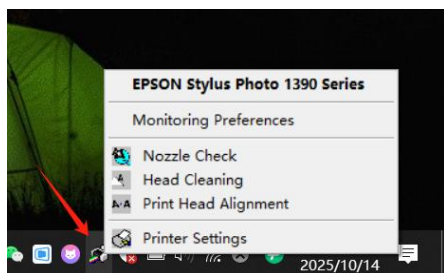 EPSON Stylus Photo 1390 Series
Monitoring Preferences
Nozzle Check
Head Cleaning
Print Head Alignment
Printer Settings
2025/10/14